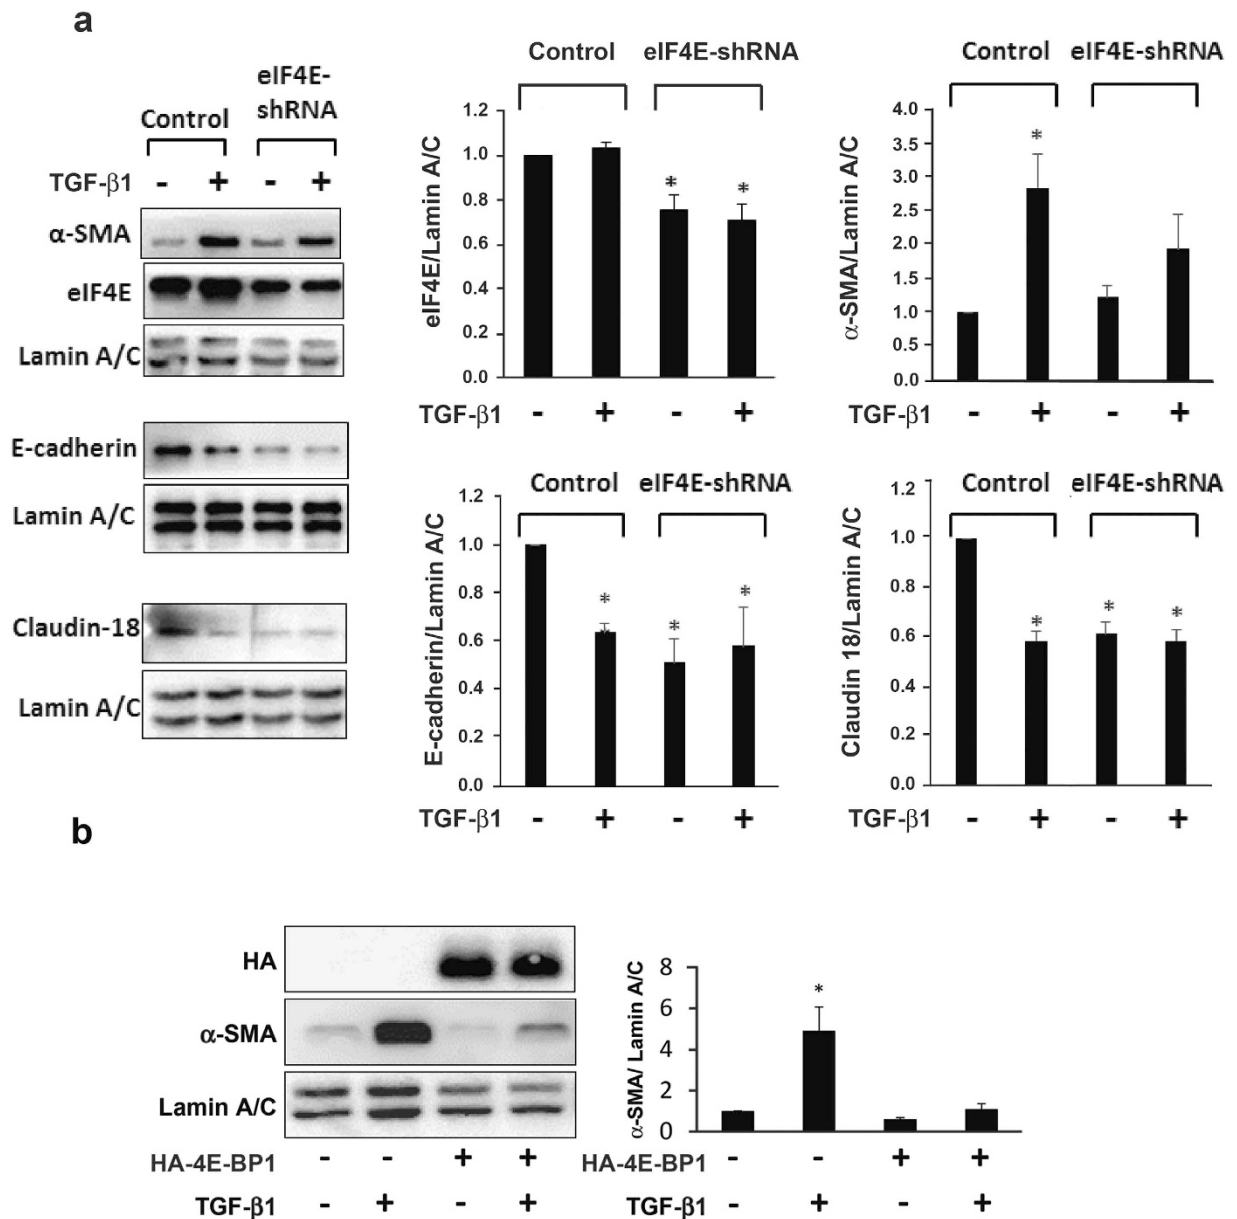 a
Control
eIF4E-
shRNA
TGF-β1 - + - +
α-SMA
eIF4E
Lamin A/C
E-cadherin
Lamin A/C
Claudin-18
Lamin A/C
Control eIF4E-shRNA
eIF4E/Lamin A/C
1.2
1.0
0.8
0.6
0.4
0.2
0.0
* *
TGF-β1 - + - +
Control eIF4E-shRNA
α-SMA/Lamin A/C
4.0
3.5
3.0
2.5
2.0
1.5
1.0
0.5
0.0
*
TGF-β1 - + - +
Control eIF4E-shRNA
E-cadherin/Lamin A/C
1.2
1.0
0.8
0.6
0.4
0.2
0.0
* * *
TGF-β1 - + - +
Control eIF4E-shRNA
Claudin 18/Lamin A/C
1.2
1.0
0.8
0.6
0.4
0.2
0.0
* * *
TGF-β1 - + - +
b
HA
α-SMA
Lamin A/C
HA-4E-BP1 - - + +
TGF-β1 - + - +
α-SMA/ Lamin A/C
8
6
4
2
0
*
HA-4E-BP1 - - + +
TGF-β1 - + - +